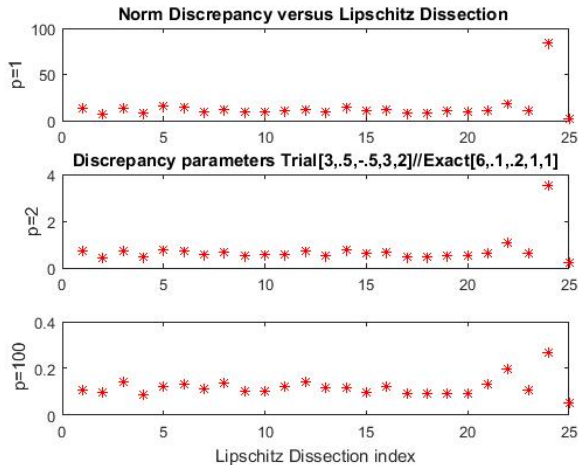 Norm Discrepancy versus Lipschitz Dissection
100
50
0
p=1
0 5 10 15 20 25
Discrepancy parameters Trial[3,.5,-.5,3,2]//Exact[6,.1,.2,1,1]
4
2
0
p=2
0 5 10 15 20 25
0.4
0.2
0
p=100
0 5 10 15 20 25
Lipschitz Dissection index